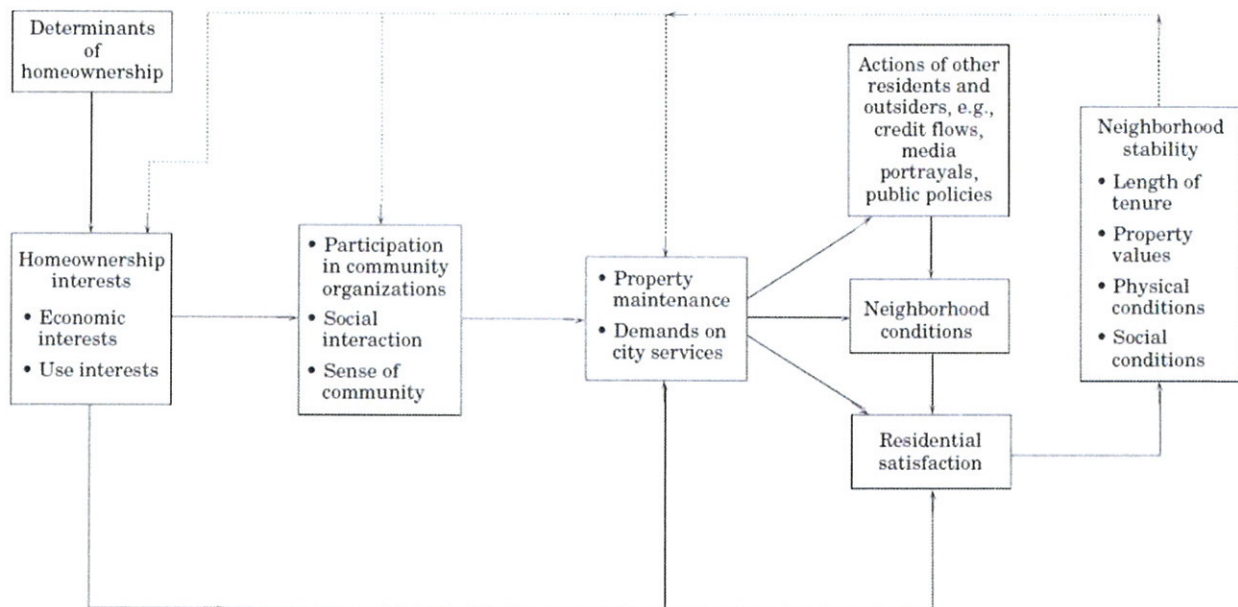 Determinants
of
homeownership
Homeownership
interests
• Economic
interests
• Use interests
• Participation
in community
organizations
• Social
interaction
• Sense of
community
• Property
maintenance
• Demands on
city services
Actions of other
residents and
outsiders, e.g.,
credit flows,
media
portrayals,
public policies
Neighborhood
conditions
Residential
satisfaction
Neighborhood
stability
• Length of
tenure
• Property
values
• Physical
conditions
• Social
conditions